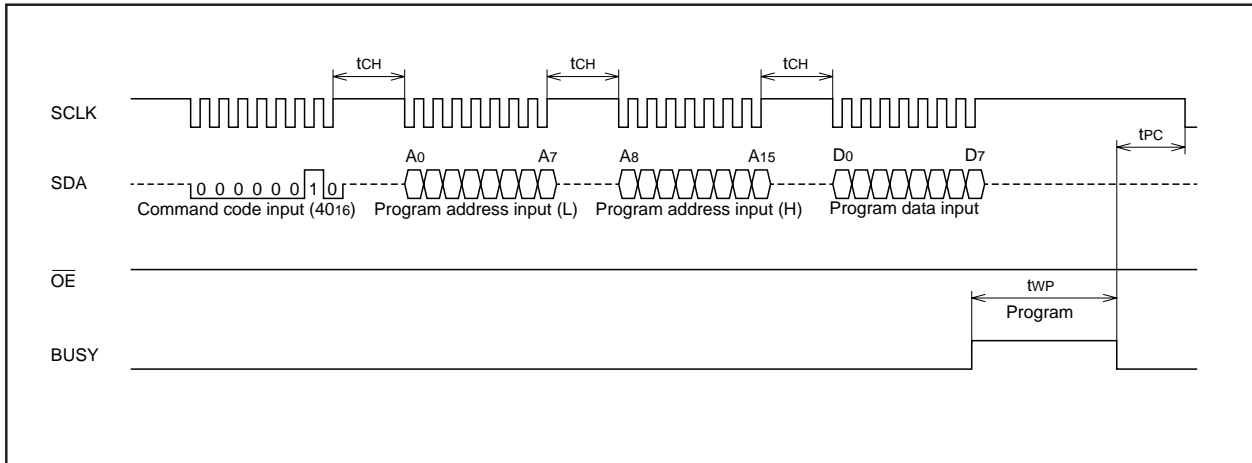 tCH tCH tCH
SCLK
tPC
A0 A7 A8 A15 D0 D7
SDA
0 0 0 0 0 0 1 0
Command code input (4016) Program address input (L) Program address input (H) Program data input
OE
tWP
Program
BUSY